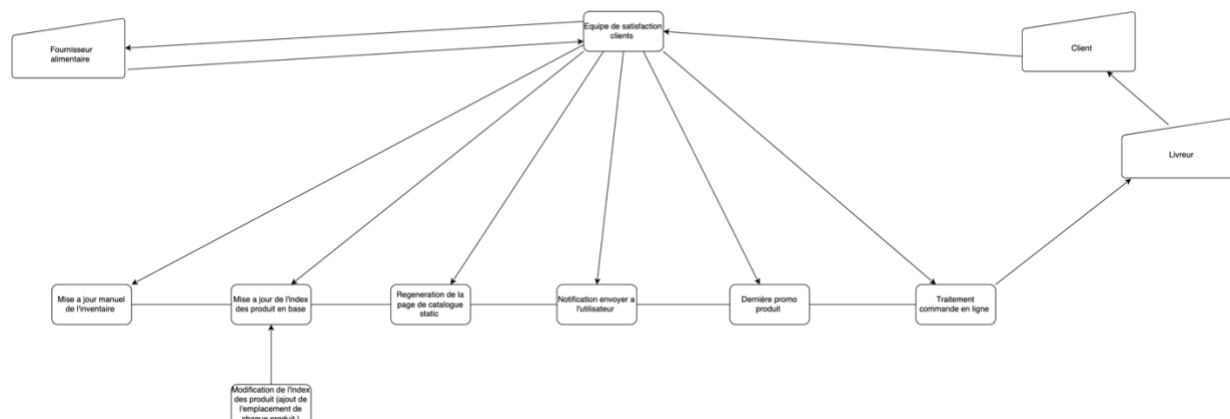 Equipe de satisfaction
clients
Fournisseur
alimentaire
Client
Livreur
Mise a jour manuel
de l'inventaire
Mise a jour de l'index
des produit en base
Regeneration de la
page de catalogue
static
Notification envoyer a
l'utilisateur
Dernière promo
produit
Traitement
commande en ligne
Modification de l'index
des produit (ajout de
l'emplacement de
chaque produit )